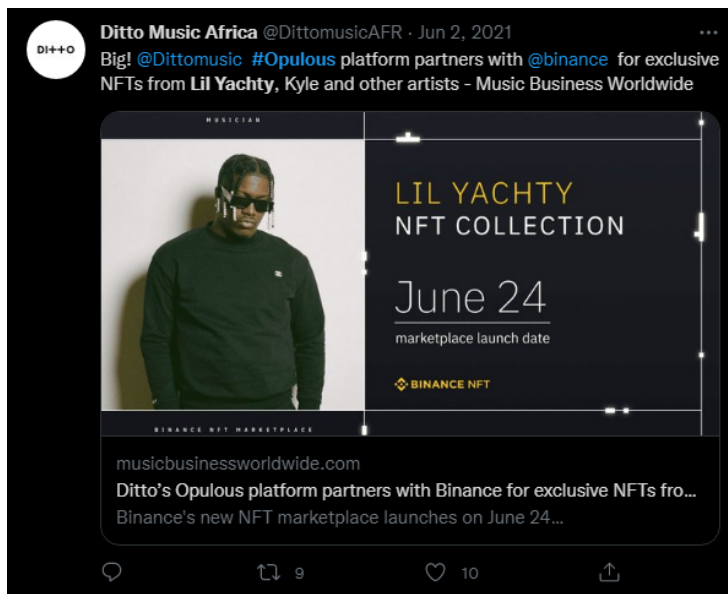 DI++O
Ditto Music Africa @DittomusicAFR · Jun 2, 2021
Big! @Dittomusic #Opulous platform partners with @binance for exclusive
NFTs from Lil Yachty, Kyle and other artists - Music Business Worldwide
MUSICIAN
LIL YACHTY
NFT COLLECTION
June 24
marketplace launch date
BINANCE NFT
BINANCE NFT MARKETPLACE
musicbusinessworldwide.com
Ditto's Opulous platform partners with Binance for exclusive NFTs fro...
Binance's new NFT marketplace launches on June 24...
9
10